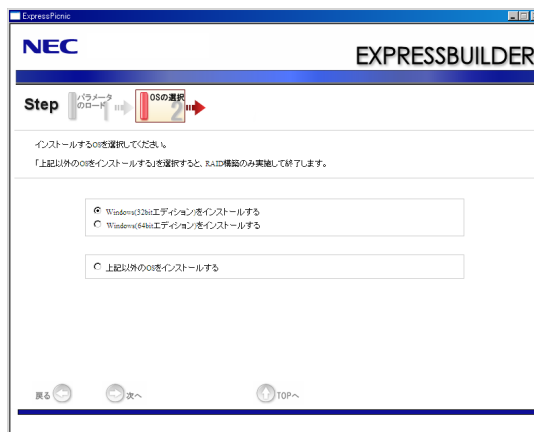 ExpressPicnic
NEC
EXPRESSBUILDER
Step パラメータのロード 1 OSの選択 2
インストールするOSを選択してください。
「上記以外のOSをインストールする」を選択すると、RAID構築のみ実施して終了します。
Windows(32bitエディション)をインストールする
Windows(64bitエディション)をインストールする
上記以外のOSをインストールする
戻る 次へ TOPへ